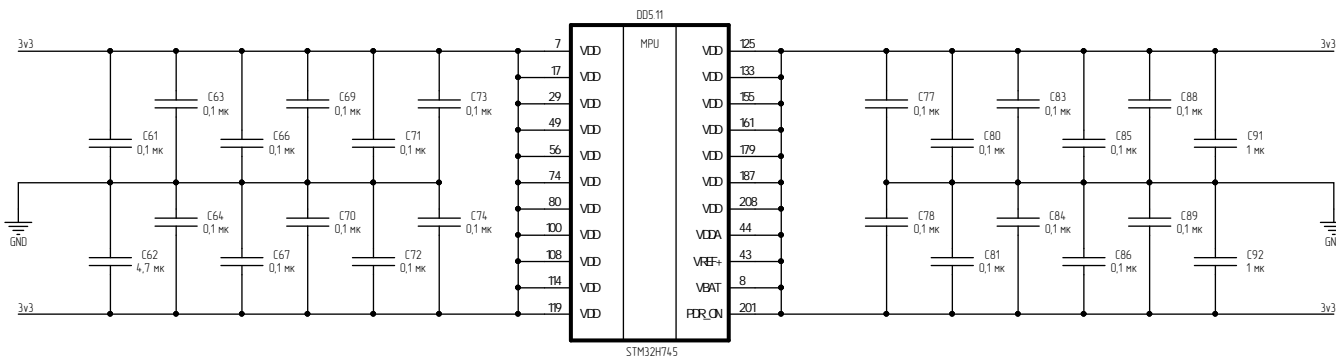 DD5.11
MPU
3v3
3v3
7 VDD
17 VDD
29 VDD
49 VDD
56 VDD
74 VDD
80 VDD
100 VDD
108 VDD
114 VDD
119 VDD
VDD 125
VDD 133
VDD 155
VDD 161
VDD 179
VDD 187
VDD 208
VDDA 44
VREF+ 43
VBAT 8
PDR_ON 201
C63
0,1 мк
C69
0,1 мк
C73
0,1 мк
C61
0,1 мк
C66
0,1 мк
C71
0,1 мк
C64
0,1 мк
C70
0,1 мк
C74
0,1 мк
C62
4,7 мк
C67
0,1 мк
C72
0,1 мк
GND
3v3
C77
0,1 мк
C83
0,1 мк
C88
0,1 мк
C80
0,1 мк
C85
0,1 мк
C91
1 мк
C78
0,1 мк
C84
0,1 мк
C89
0,1 мк
C81
0,1 мк
C86
0,1 мк
C92
1 мк
GN
3v3
STM32H745